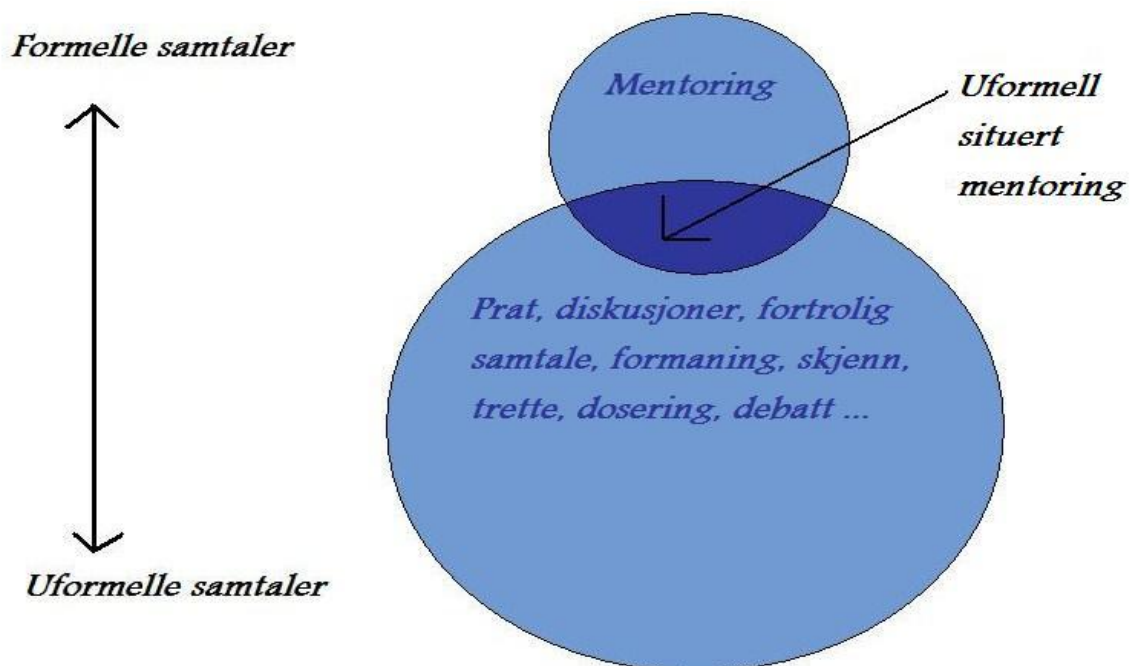 Formelle samtaler
Mentoring
Uformell
situert
mentoring
Prat, diskusjoner, fortrolig
samtale, formaning, skjenn,
trette, dosering, debatt ...
Uformelle samtaler